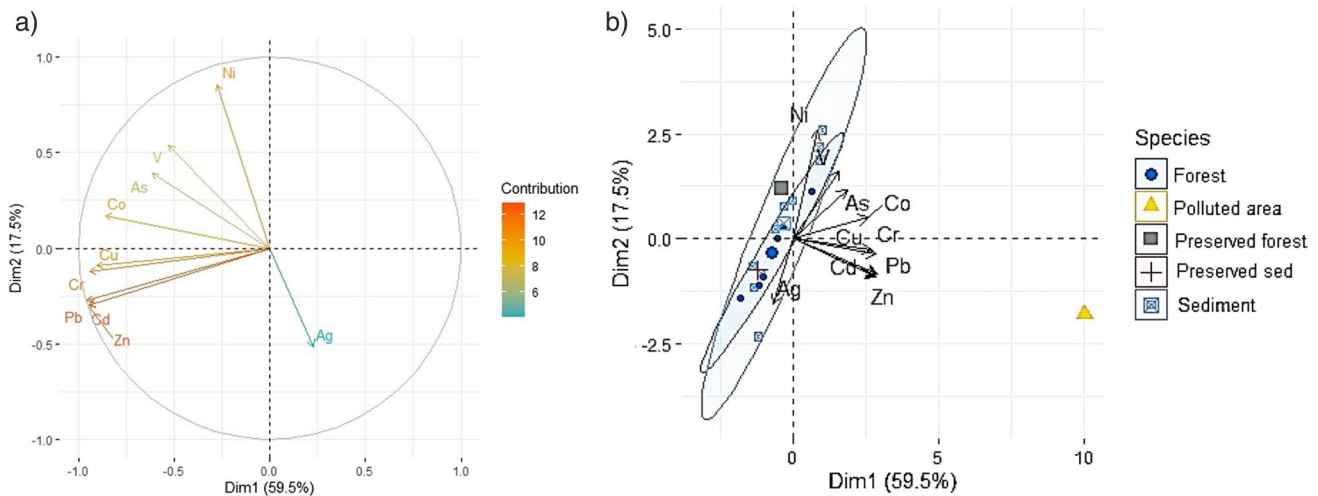 a)
1.0
0.5
0.0
-0.5
-1.0
-1.0 -0.5 0.0 0.5 1.0
Dim1 (59.5%)
Dim2 (17.5%)
Ni
V
As
Co
Cu
Cr
Pb Cd
Zn
Ag
Contribution
12
10
8
6
b)
5.0
2.5
0.0
-2.5
0 5 10
Dim1 (59.5%)
Dim2 (17.5%)
Ni
V
As Co
Cu Cr
Cd Pb
Ag Zn
Species
Forest
Polluted area
Preserved forest
Preserved sed
Sediment